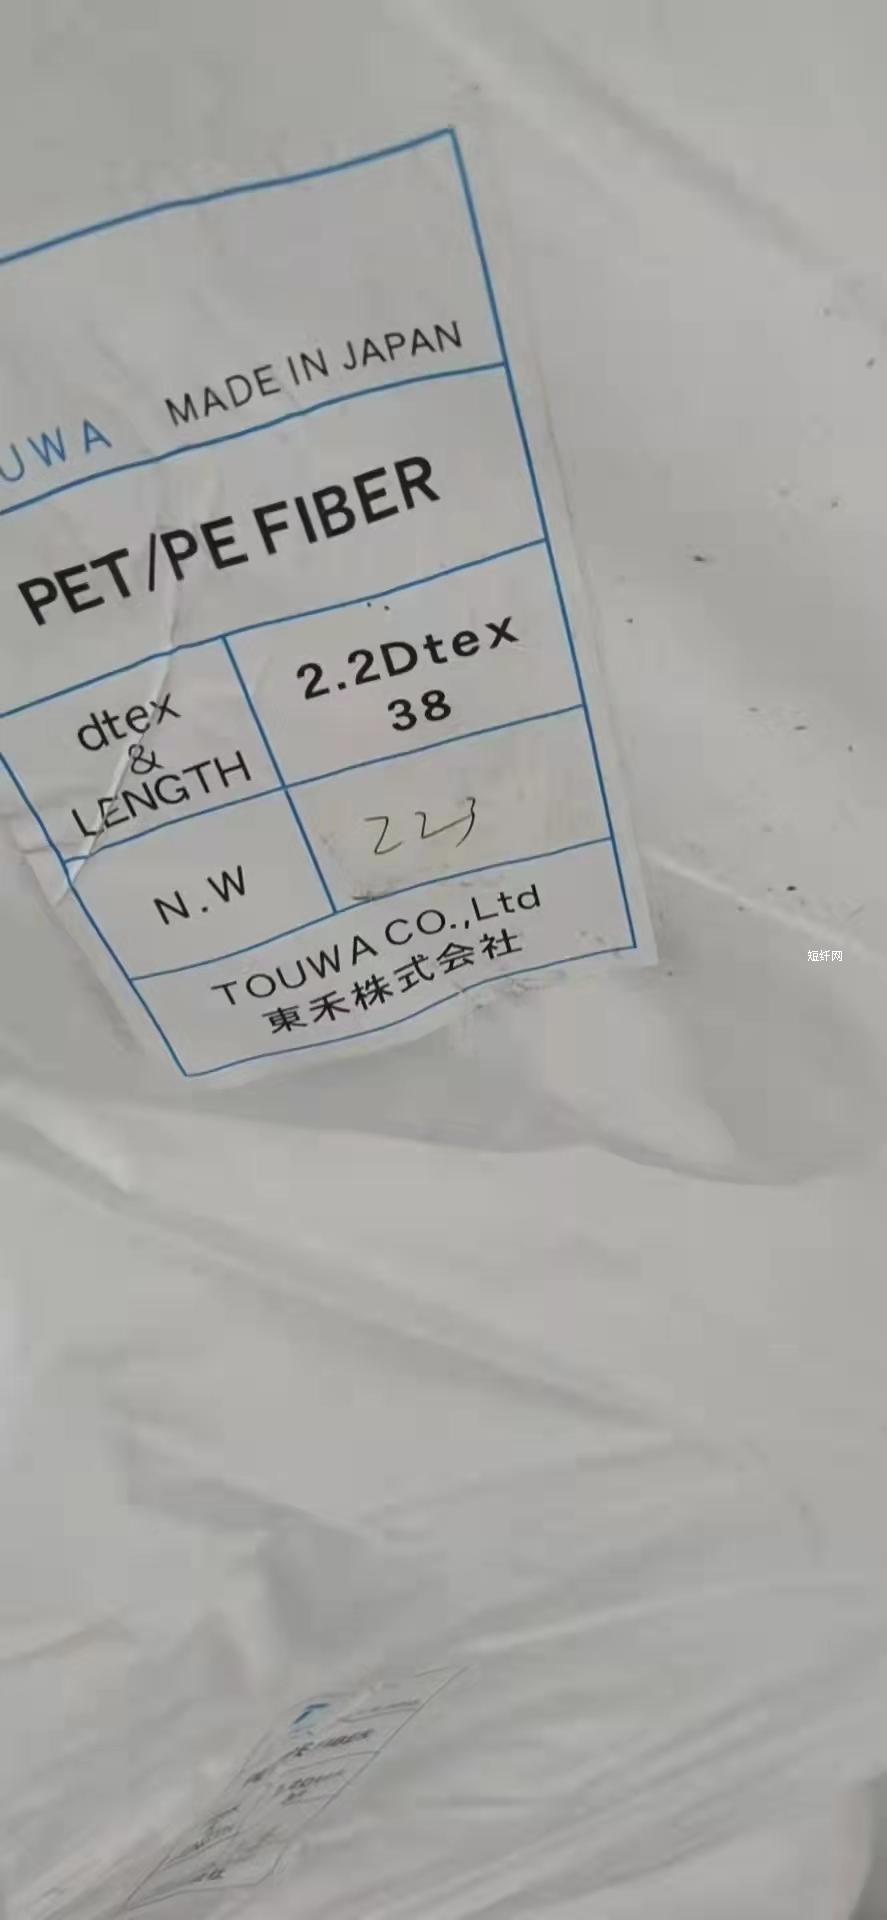 UWA MADE IN JAPAN
PET/PE FIBER
dtex
&
LENGTH
2.2Dtex
38
N.W
223
TOUWA CO.,Ltd
東禾株式会社
短纤网